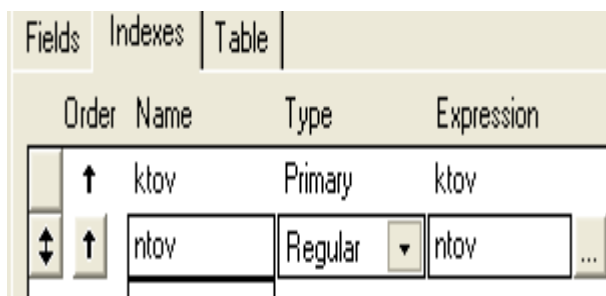 Fields Indexes Table
Order Name Type Expression
ktov Primary ktov
ntov Regular ntov ...